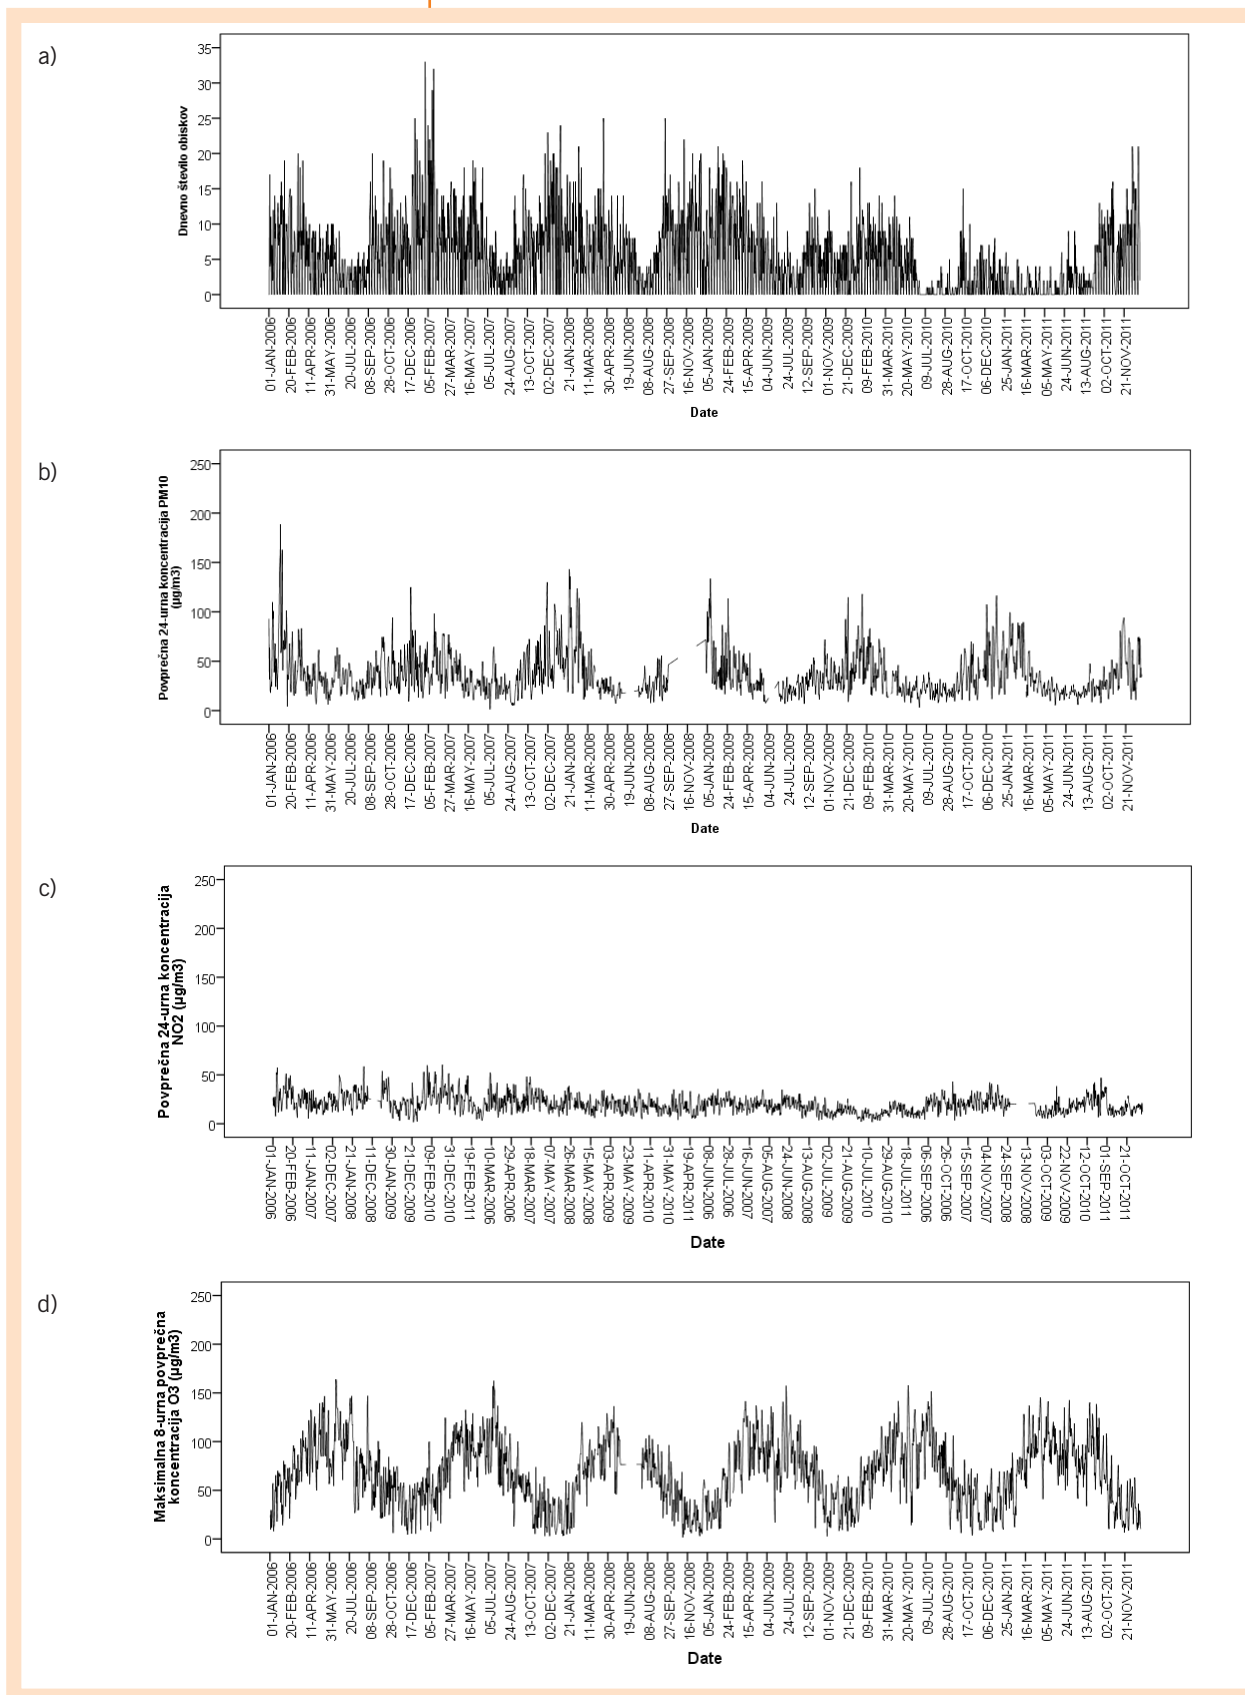 a)
Dnevno število obiskov
35
30
25
20
15
10
5
0
01-JAN-2006
20-FEB-2006
11-APR-2006
31-MAY-2006
20-JUL-2006
08-SEP-2006
28-OCT-2006
17-DEC-2006
05-FEB-2007
27-MAR-2007
16-MAY-2007
05-JUL-2007
24-AUG-2007
13-OCT-2007
02-DEC-2007
21-JAN-2008
11-MAR-2008
30-APR-2008
19-JUN-2008
08-AUG-2008
27-SEP-2008
16-NOV-2008
05-JAN-2009
24-FEB-2009
15-APR-2009
04-JUN-2009
24-JUL-2009
12-SEP-2009
01-NOV-2009
21-DEC-2009
09-FEB-2010
31-MAR-2010
20-MAY-2010
09-JUL-2010
28-AUG-2010
17-OCT-2010
06-DEC-2010
25-JAN-2011
16-MAR-2011
05-MAY-2011
24-JUN-2011
13-AUG-2011
02-OCT-2011
21-NOV-2011
Date
b)
Povprečna 24-urna koncentracija PM10
(µg/m3)
250
200
150
100
50
0
01-JAN-2006
20-FEB-2006
11-APR-2006
31-MAY-2006
20-JUL-2006
08-SEP-2006
28-OCT-2006
17-DEC-2006
05-FEB-2007
27-MAR-2007
16-MAY-2007
05-JUL-2007
24-AUG-2007
13-OCT-2007
02-DEC-2007
21-JAN-2008
11-MAR-2008
30-APR-2008
19-JUN-2008
08-AUG-2008
27-SEP-2008
16-NOV-2008
05-JAN-2009
24-FEB-2009
15-APR-2009
04-JUN-2009
24-JUL-2009
12-SEP-2009
01-NOV-2009
21-DEC-2009
09-FEB-2010
31-MAR-2010
20-MAY-2010
09-JUL-2010
28-AUG-2010
17-OCT-2010
06-DEC-2010
25-JAN-2011
16-MAR-2011
05-MAY-2011
24-JUN-2011
13-AUG-2011
02-OCT-2011
21-NOV-2011
Date
c)
Povprečna 24-urna koncentracija
NO2 (µg/m3)
250
200
150
100
50
0
01-JAN-2006
20-FEB-2006
11-JAN-2007
02-DEC-2007
21-JAN-2008
11-DEC-2008
30-JAN-2009
21-DEC-2009
09-FEB-2010
31-DEC-2010
19-FEB-2011
10-MAR-2006
29-APR-2006
18-MAR-2007
07-MAY-2007
26-MAR-2008
15-MAY-2008
03-APR-2009
23-MAY-2009
11-APR-2010
31-MAY-2010
19-APR-2011
08-JUN-2006
28-JUL-2006
16-JUN-2007
05-AUG-2007
24-JUN-2008
13-AUG-2008
02-JUL-2009
21-AUG-2009
10-JUL-2010
29-AUG-2010
18-JUL-2011
06-SEP-2006
26-OCT-2006
15-SEP-2007
04-NOV-2007
24-SEP-2008
13-NOV-2008
03-OCT-2009
22-NOV-2009
12-OCT-2010
01-SEP-2011
21-OCT-2011
Date
d)
Maksimalna 8-urna povprečna
koncentracija O3 (µg/m3)
250
200
150
100
50
0
01-JAN-2006
20-FEB-2006
11-APR-2006
31-MAY-2006
20-JUL-2006
08-SEP-2006
28-OCT-2006
17-DEC-2006
05-FEB-2007
27-MAR-2007
16-MAY-2007
05-JUL-2007
24-AUG-2007
13-OCT-2007
02-DEC-2007
21-JAN-2008
11-MAR-2008
30-APR-2008
19-JUN-2008
08-AUG-2008
27-SEP-2008
16-NOV-2008
05-JAN-2009
24-FEB-2009
15-APR-2009
04-JUN-2009
24-JUL-2009
12-SEP-2009
01-NOV-2009
21-DEC-2009
09-FEB-2010
31-MAR-2010
20-MAY-2010
09-JUL-2010
28-AUG-2010
17-OCT-2010
06-DEC-2010
25-JAN-2011
16-MAR-2011
05-MAY-2011
24-JUN-2011
13-AUG-2011
02-OCT-2011
21-NOV-2011
Date